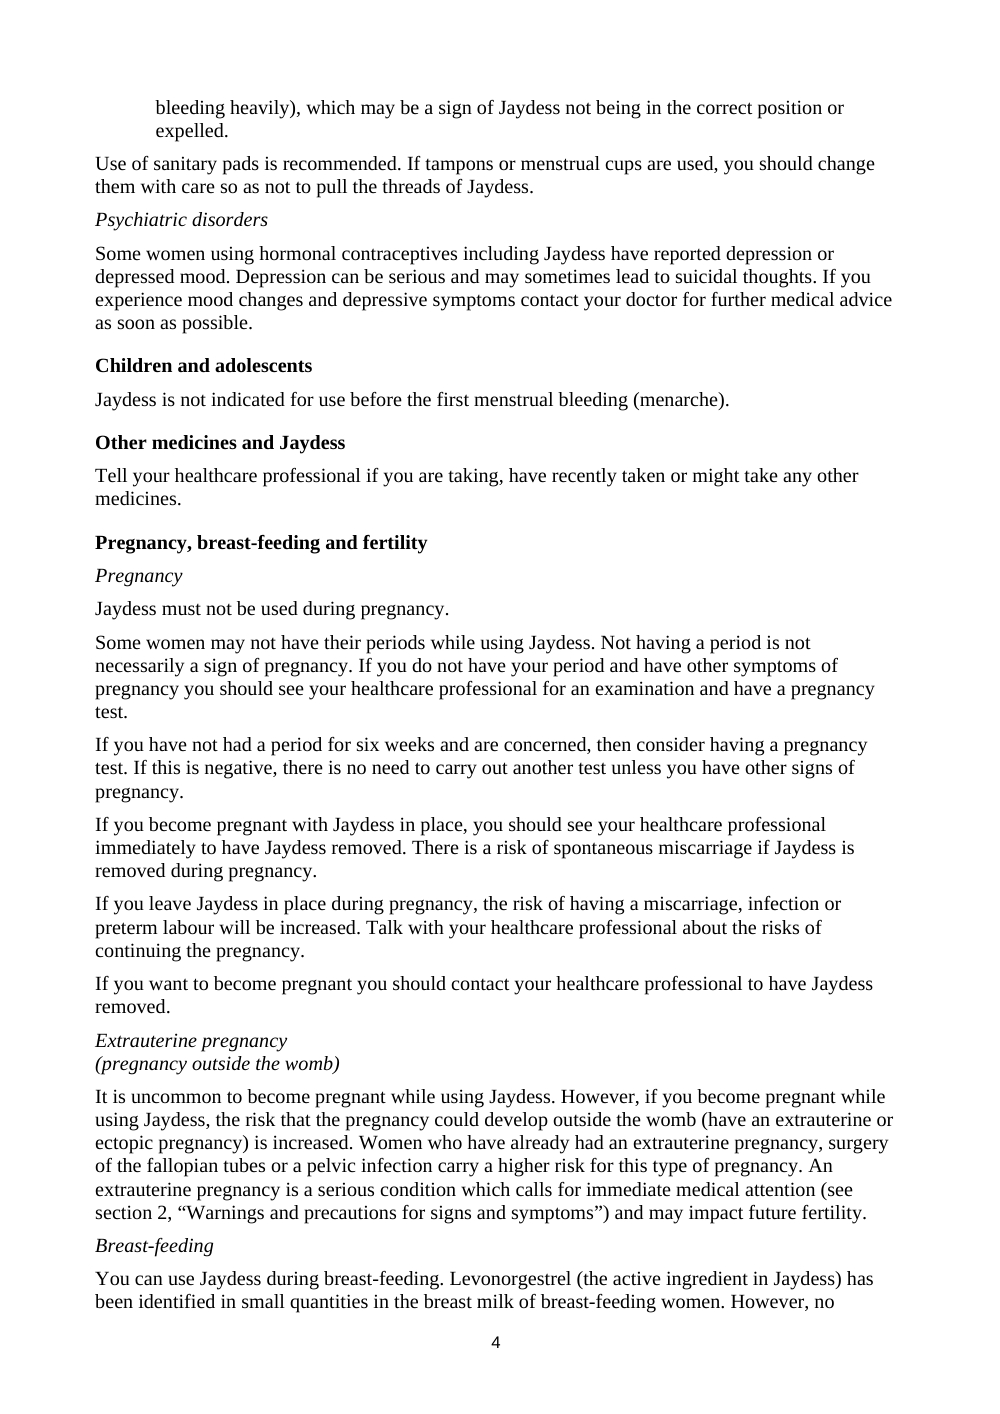 bleeding heavily), which may be a sign of Jaydess not being in the correct position or
expelled.
Use of sanitary pads is recommended. If tampons or menstrual cups are used, you should change
them with care so as not to pull the threads of Jaydess.
Psychiatric disorders
Some women using hormonal contraceptives including Jaydess have reported depression or
depressed mood. Depression can be serious and may sometimes lead to suicidal thoughts. If you
experience mood changes and depressive symptoms contact your doctor for further medical advice
as soon as possible.
Children and adolescents
Jaydess is not indicated for use before the first menstrual bleeding (menarche).
Other medicines and Jaydess
Tell your healthcare professional if you are taking, have recently taken or might take any other
medicines.
Pregnancy, breast-feeding and fertility
Pregnancy
Jaydess must not be used during pregnancy.
Some women may not have their periods while using Jaydess. Not having a period is not
necessarily a sign of pregnancy. If you do not have your period and have other symptoms of
pregnancy you should see your healthcare professional for an examination and have a pregnancy
test.
If you have not had a period for six weeks and are concerned, then consider having a pregnancy
test. If this is negative, there is no need to carry out another test unless you have other signs of
pregnancy.
If you become pregnant with Jaydess in place, you should see your healthcare professional
immediately to have Jaydess removed. There is a risk of spontaneous miscarriage if Jaydess is
removed during pregnancy.
If you leave Jaydess in place during pregnancy, the risk of having a miscarriage, infection or
preterm labour will be increased. Talk with your healthcare professional about the risks of
continuing the pregnancy.
If you want to become pregnant you should contact your healthcare professional to have Jaydess
removed.
Extrauterine pregnancy
(pregnancy outside the womb)
It is uncommon to become pregnant while using Jaydess. However, if you become pregnant while
using Jaydess, the risk that the pregnancy could develop outside the womb (have an extrauterine or
ectopic pregnancy) is increased. Women who have already had an extrauterine pregnancy, surgery
of the fallopian tubes or a pelvic infection carry a higher risk for this type of pregnancy. An
extrauterine pregnancy is a serious condition which calls for immediate medical attention (see
section 2, “Warnings and precautions for signs and symptoms”) and may impact future fertility.
Breast-feeding
You can use Jaydess during breast-feeding. Levonorgestrel (the active ingredient in Jaydess) has
been identified in small quantities in the breast milk of breast-feeding women. However, no
4